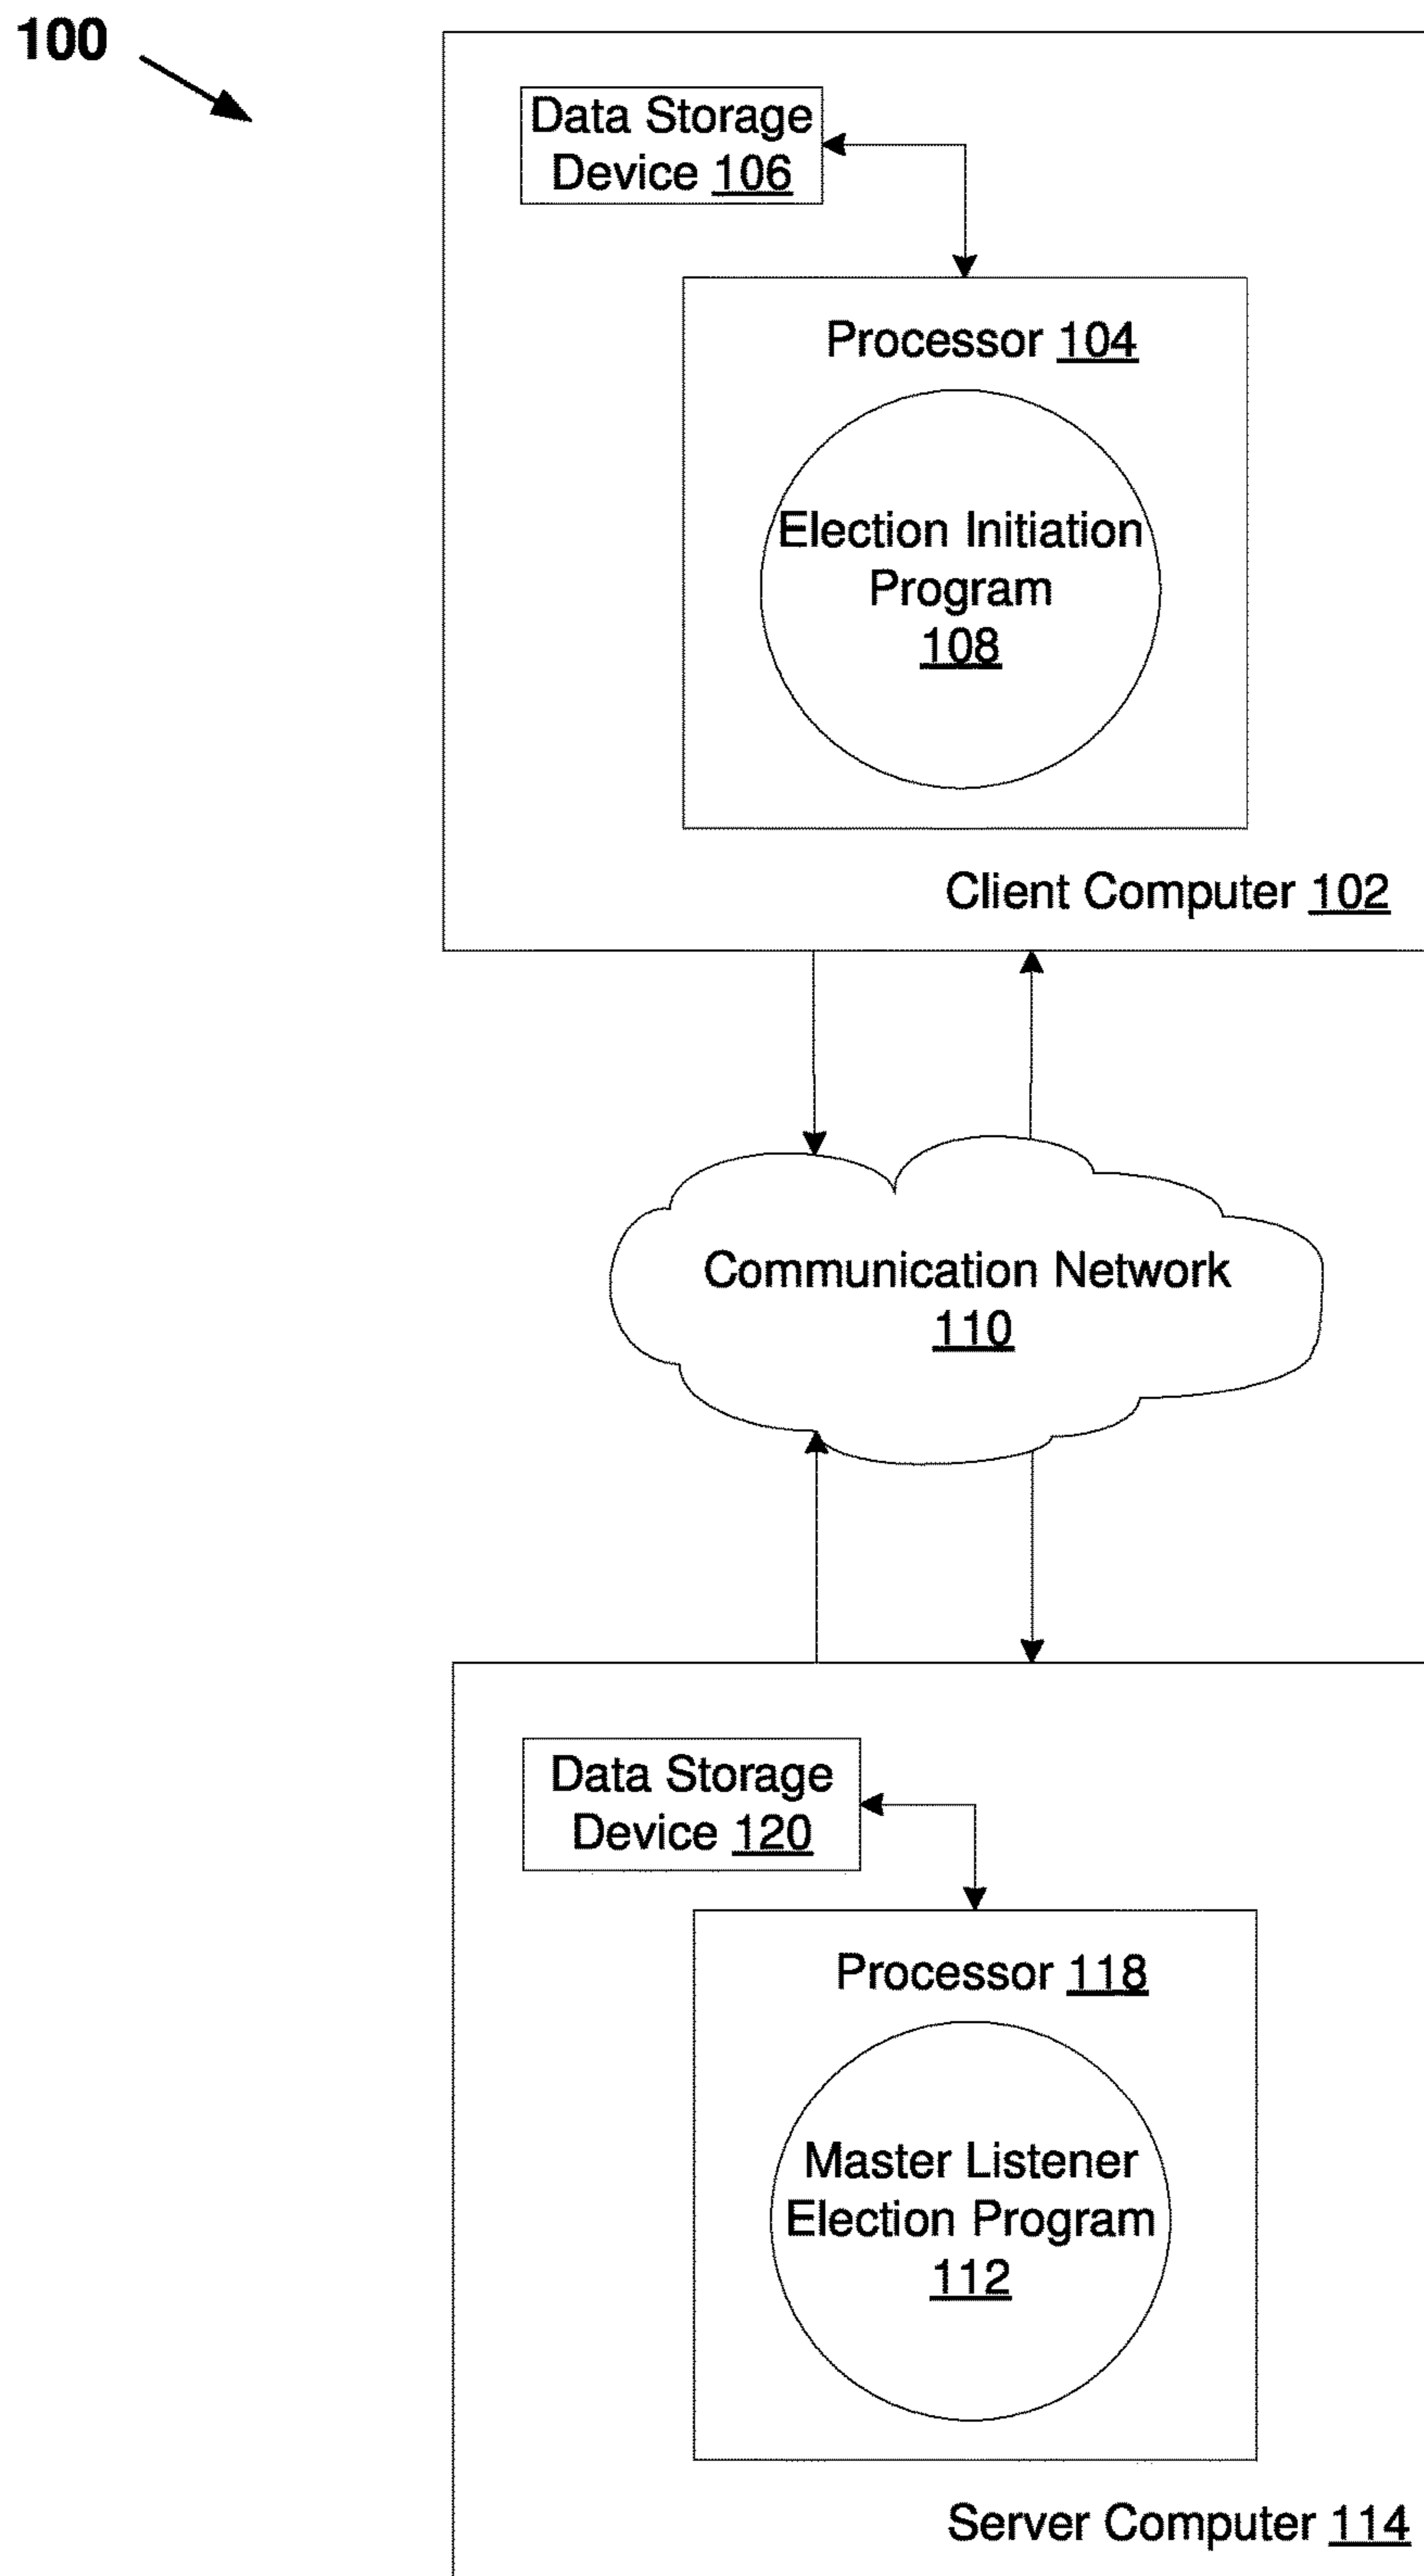 100
Data Storage
Device 106
Processor 104
Election Initiation
Program
108
Client Computer 102
Communication Network
110
Data Storage
Device 120
Processor 118
Master Listener
Election Program
112
Server Computer 114